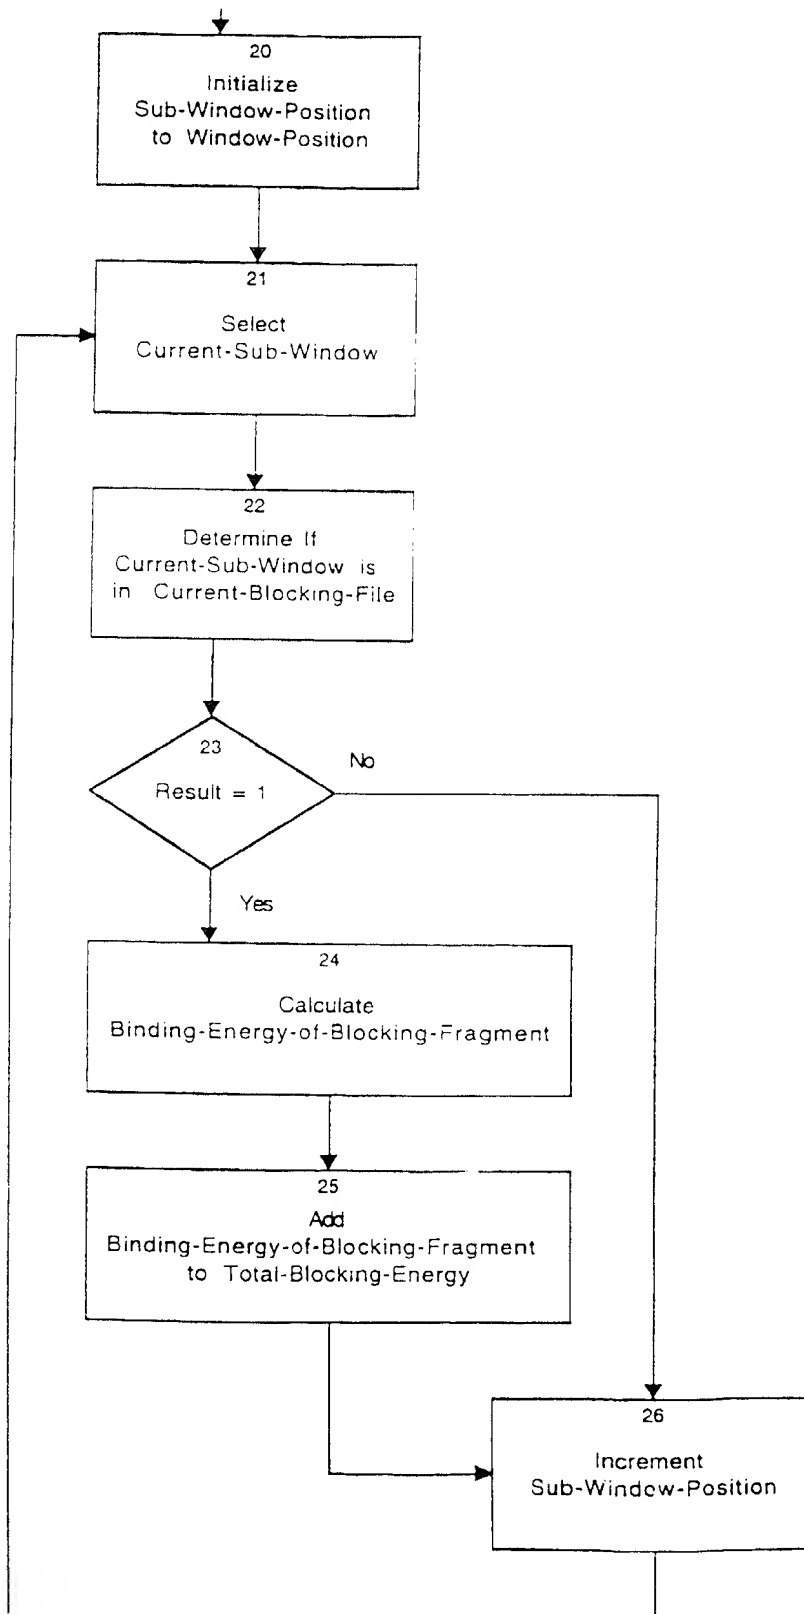 20
Initialize
Sub-Window-Position
to Window-Position
21
Select
Current-Sub-Window
22
Determine If
Current-Sub-Window is
in Current-Blocking-File
23
Result = 1
No
Yes
24
Calculate
Binding-Energy-of-Blocking-Fragment
25
Add
Binding-Energy-of-Blocking-Fragment
to Total-Blocking-Energy
26
Increment
Sub-Window-Position